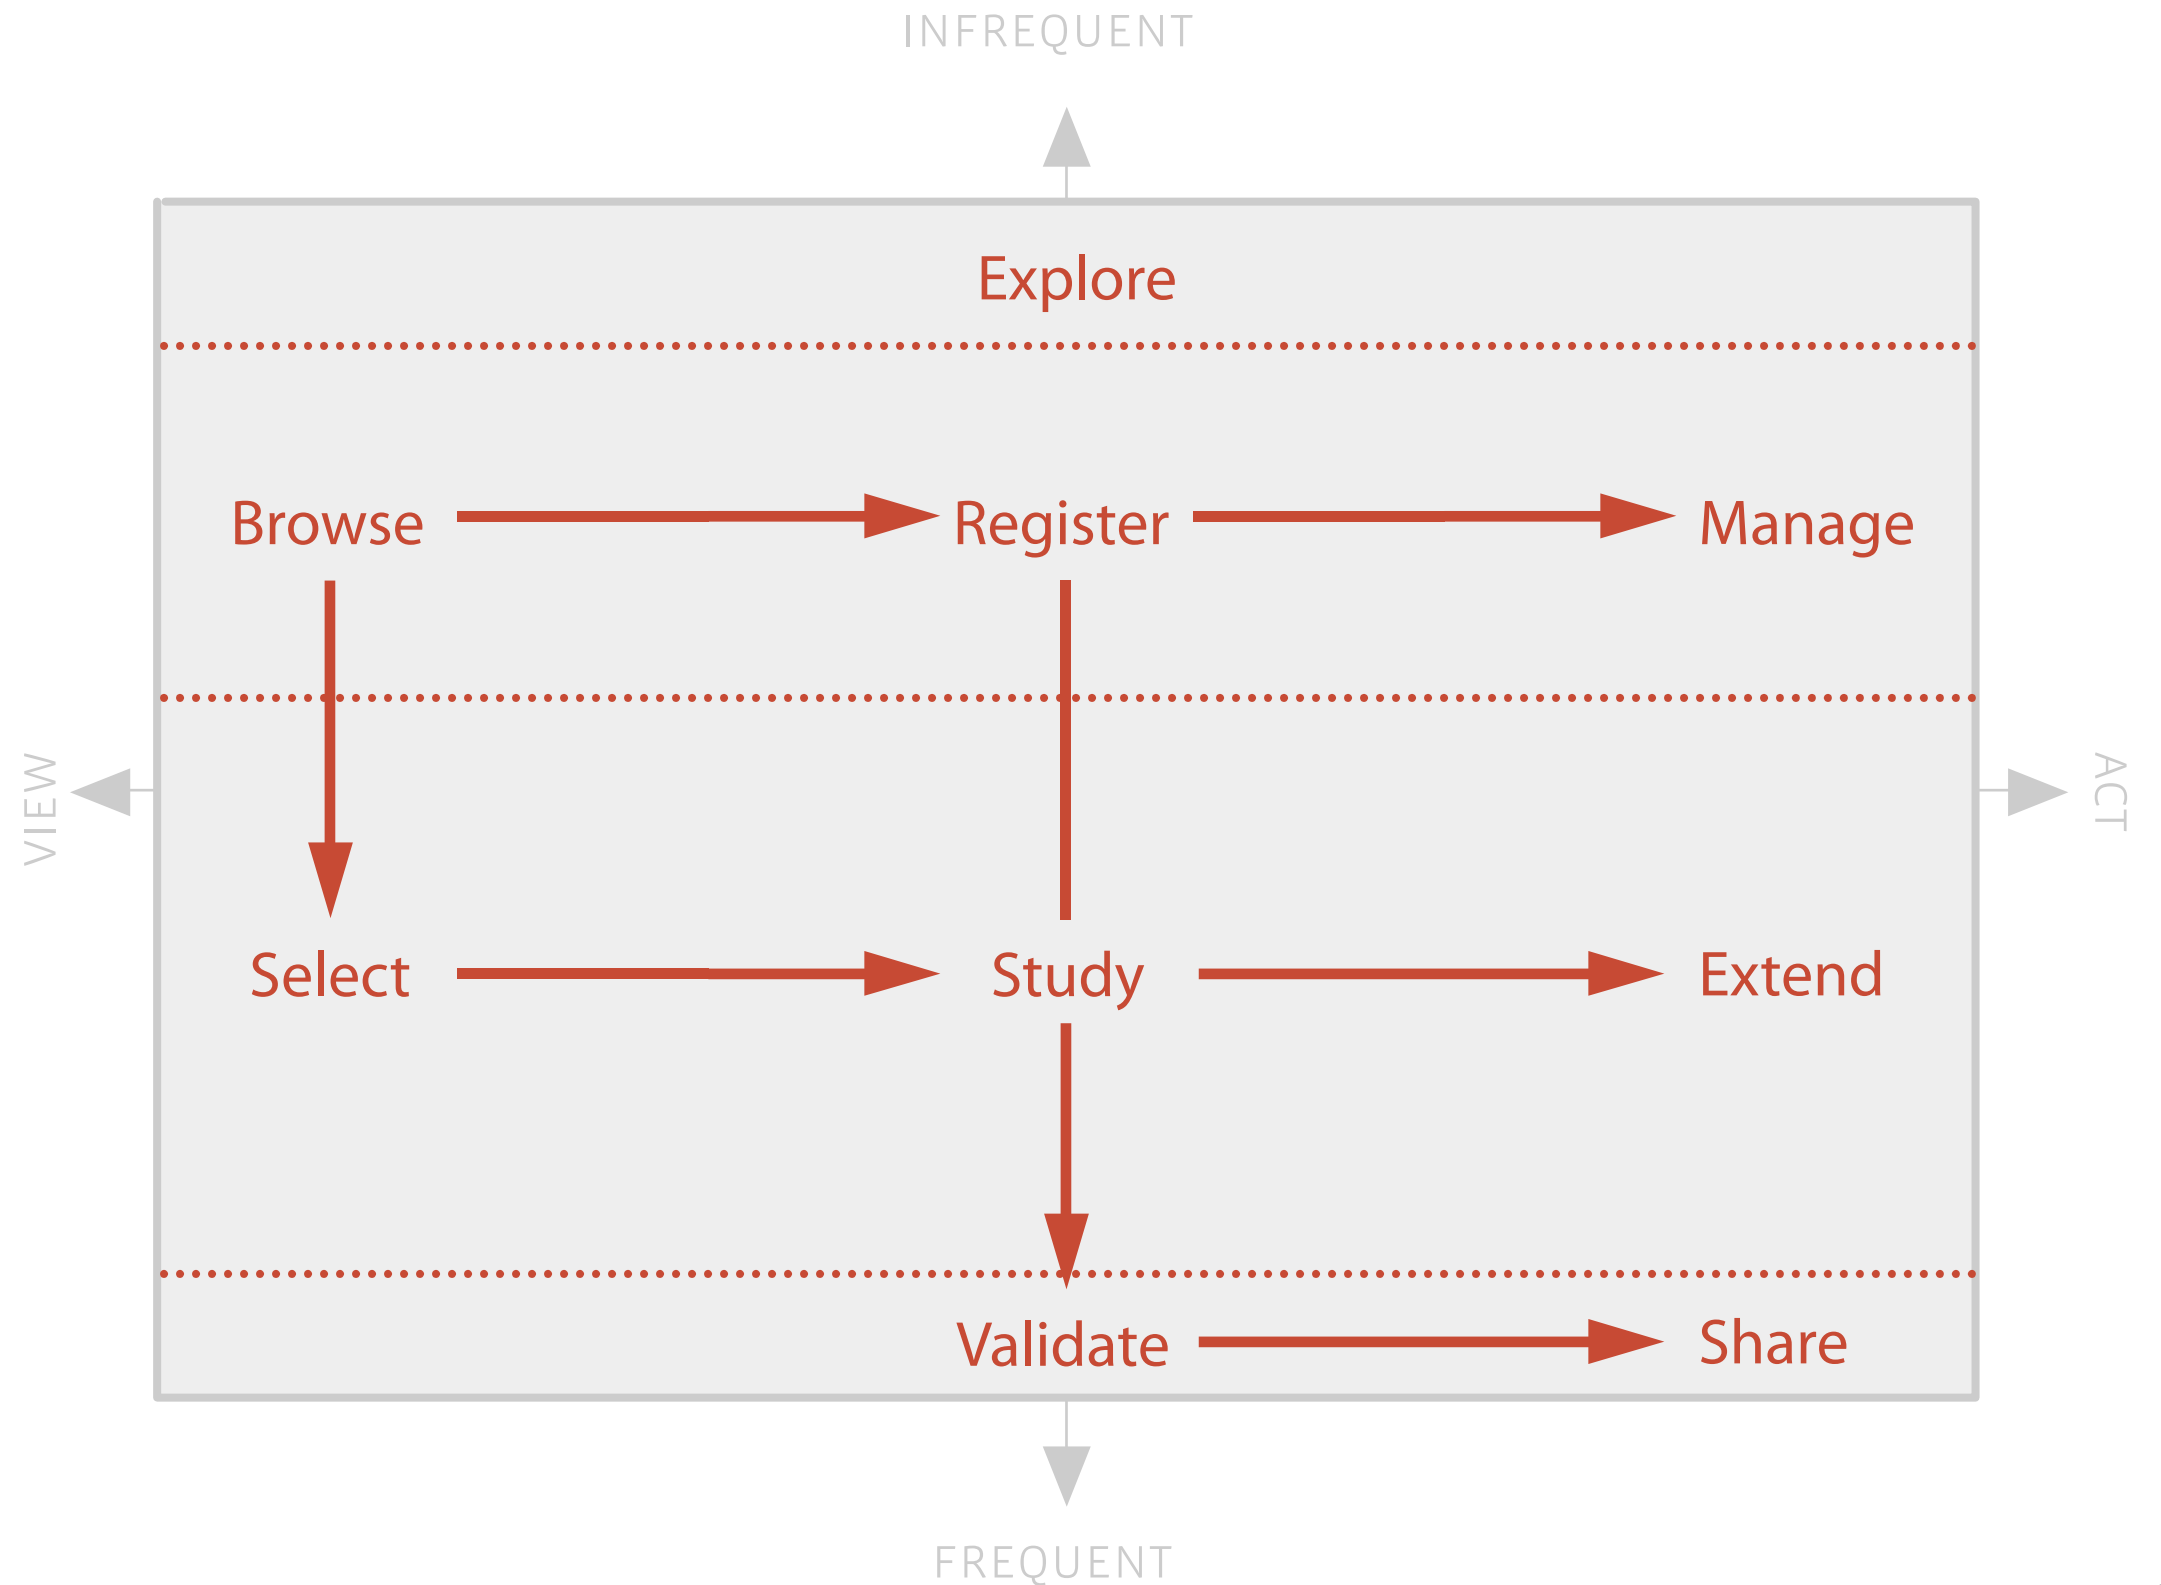 INFREQUENT
Explore
Browse
Register
Manage
VIEW
ACT
Select
Study
Extend
Validate
Share
FREQUENT